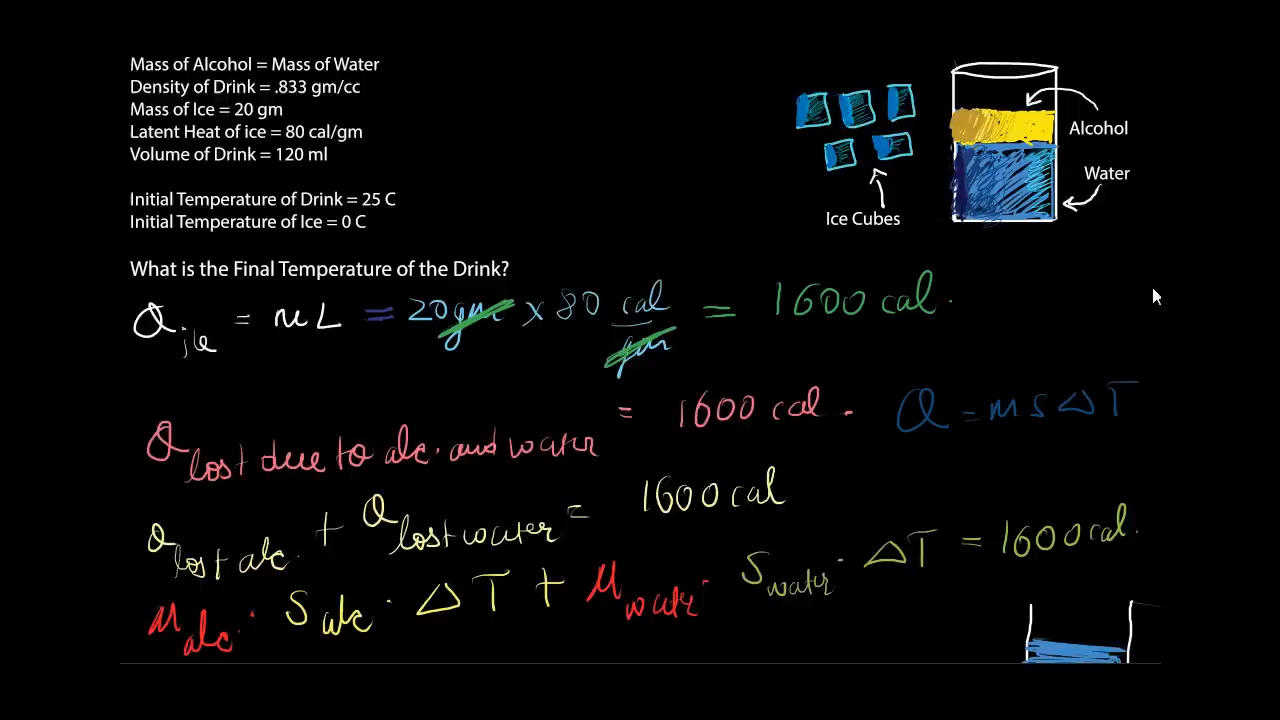 Mass of Alcohol = Mass of Water
Density of Drink = .833 gm/cc
Mass of Ice = 20 gm
Latent Heat of ice = 80 cal/gm
Volume of Drink = 120 ml
Initial Temperature of Drink = 25 C
Initial Temperature of Ice = 0 C
Alcohol
Water
Ice Cubes
What is the Final Temperature of the Drink?
Q ice = mL = 20gm x 80 cal/gm = 1600 cal.
Q lost due to alc. and water = 1600 cal. Q = ms ΔT
Q lost alc. + Q lost water = 1600 cal
M alc. · S alc · ΔT + M water · S water · ΔT = 1600 cal.